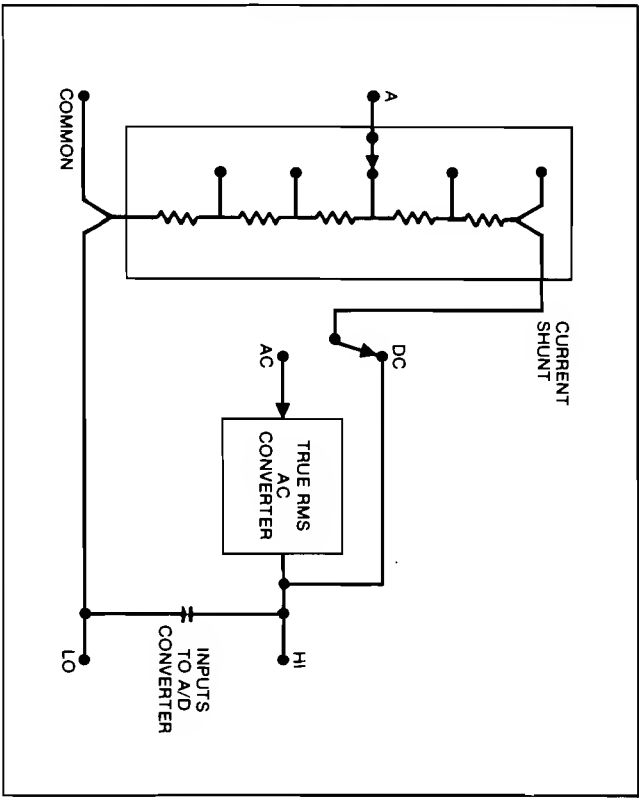 A
COMMON
CURRENT
SHUNT
DC
AC
TRUE RMS
AC
CONVERTER
HI
INPUTS
TO A/D
CONVERTER
LO